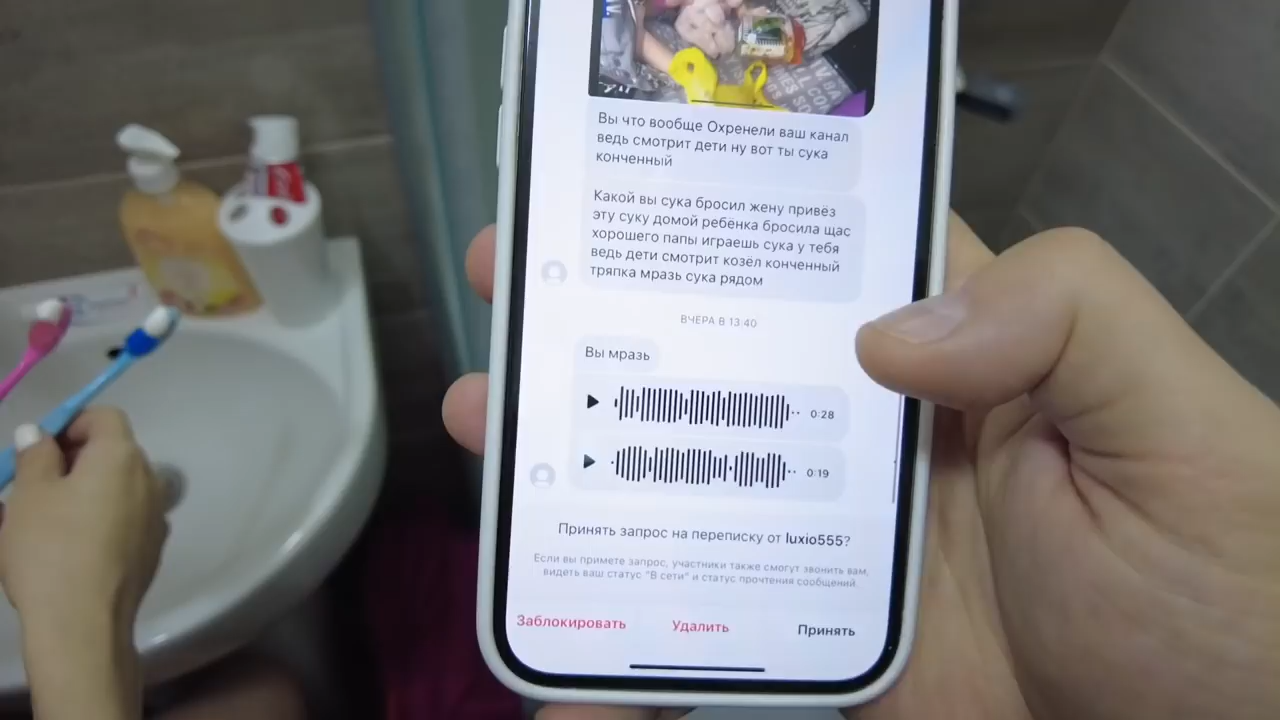 Вы что вообще Охренели ваш канал
ведь смотрит дети ну вот ты сука
конченный
Какой вы сука бросил жену привёз
эту суку домой ребёнка бросила щас
хорошего папы играешь сука у тебя
ведь дети смотрит козёл конченный
тряпка мразь сука рядом
ВЧЕРА В 13:40
Вы мразь
0:28
0:19
Принять запрос на переписку от luxio555?
Если вы примете запрос, участники также смогут звонить вам,
видеть ваш статус "В сети" и статус прочтения сообщений.
Заблокировать Удалить Принять